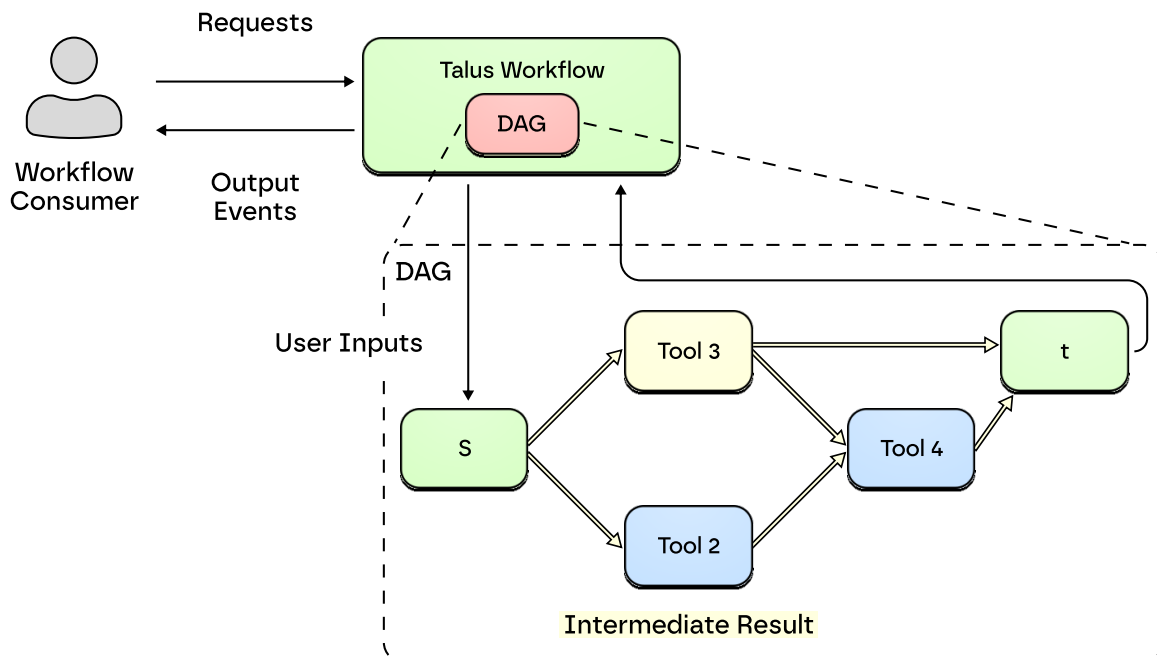 Requests
Talus Workflow
DAG
Workflow
Consumer
Output
Events
DAG
User Inputs
Tool 3
t
S
Tool 4
Tool 2
Intermediate Result